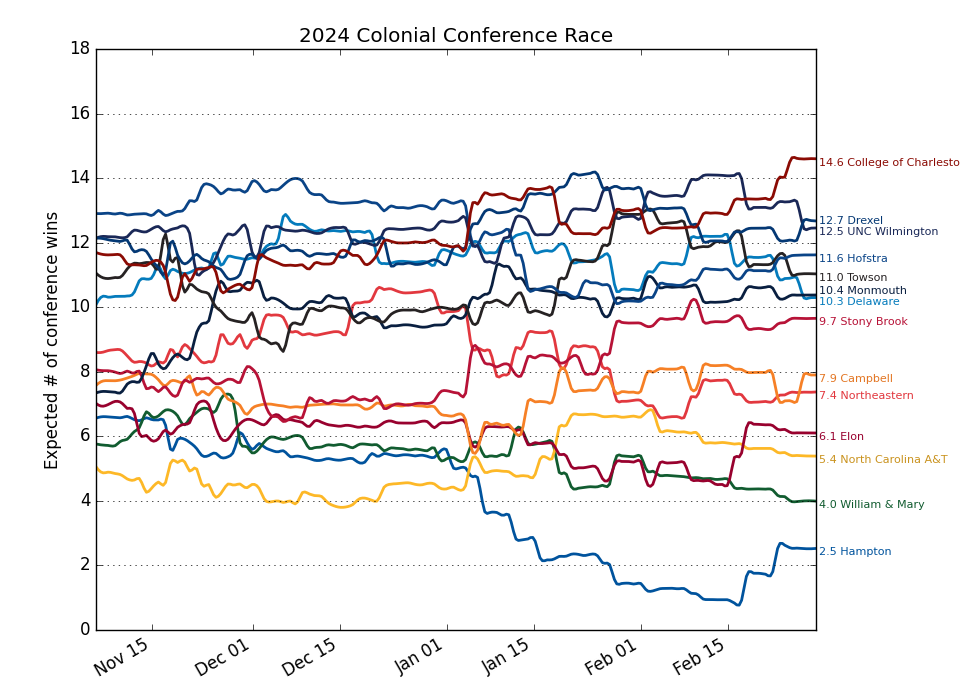 2024 Colonial Conference Race
Expected # of conference wins
18
16
14
12
10
8
6
4
2
0
Nov 15
Dec 01
Dec 15
Jan 01
Jan 15
Feb 01
Feb 15
14.6 College of Charlesto
12.7 Drexel
12.5 UNC Wilmington
11.6 Hofstra
11.0 Towson
10.4 Monmouth
10.3 Delaware
9.7 Stony Brook
7.9 Campbell
7.4 Northeastern
6.1 Elon
5.4 North Carolina A&T
4.0 William & Mary
2.5 Hampton